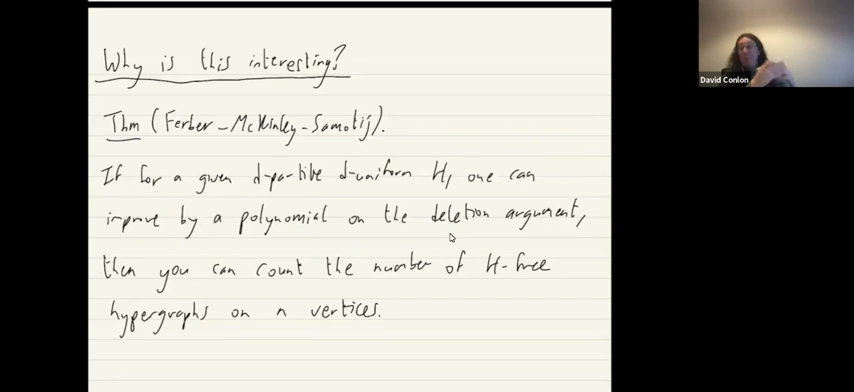 Why is this interesting?
Thm (Ferber-McKinley-Samotij).
If for a given d-partite d-uniform H, one can
improve by a polynomial on the deletion argument,
then you can count the number of H-free
hypergraphs on n vertices.
David Conlon